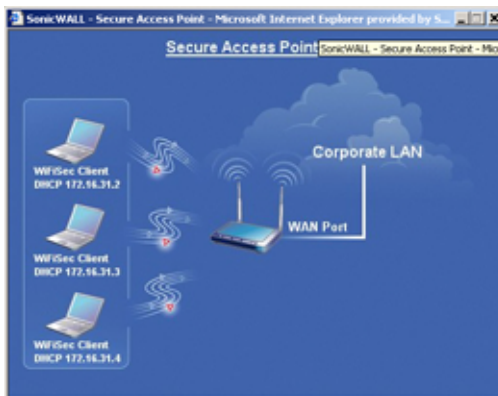 SonicWALL - Secure Access Point - Microsoft Internet Explorer provided by S...
Secure Access Point
SonicWALL - Secure Access Point - Mic
Corporate LAN
WiFiSec Client
DHCP 172.16.31.2
WAN Port
WiFiSec Client
DHCP 172.16.31.3
WiFiSec Client
DHCP 172.16.31.4